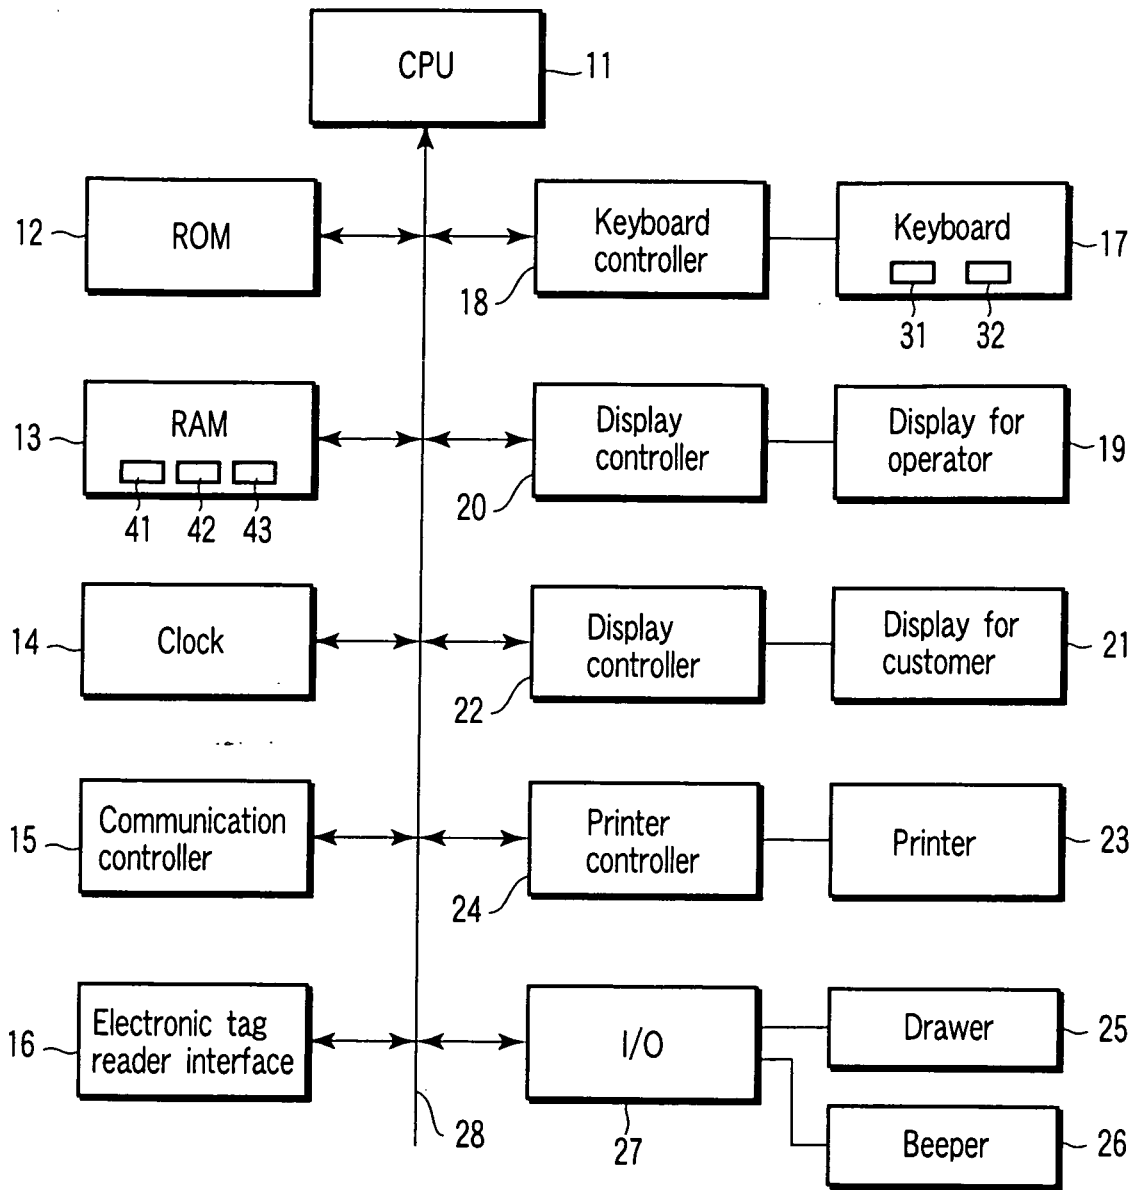 CPU
11
12
ROM
Keyboard
controller
18
Keyboard
17
31
32
13
RAM
41
42
43
Display
controller
20
Display for
operator
19
14
Clock
Display
controller
22
Display for
customer
21
15
Communication
controller
Printer
controller
24
Printer
23
16
Electronic tag
reader interface
28
I/O
27
Drawer
25
Beeper
26